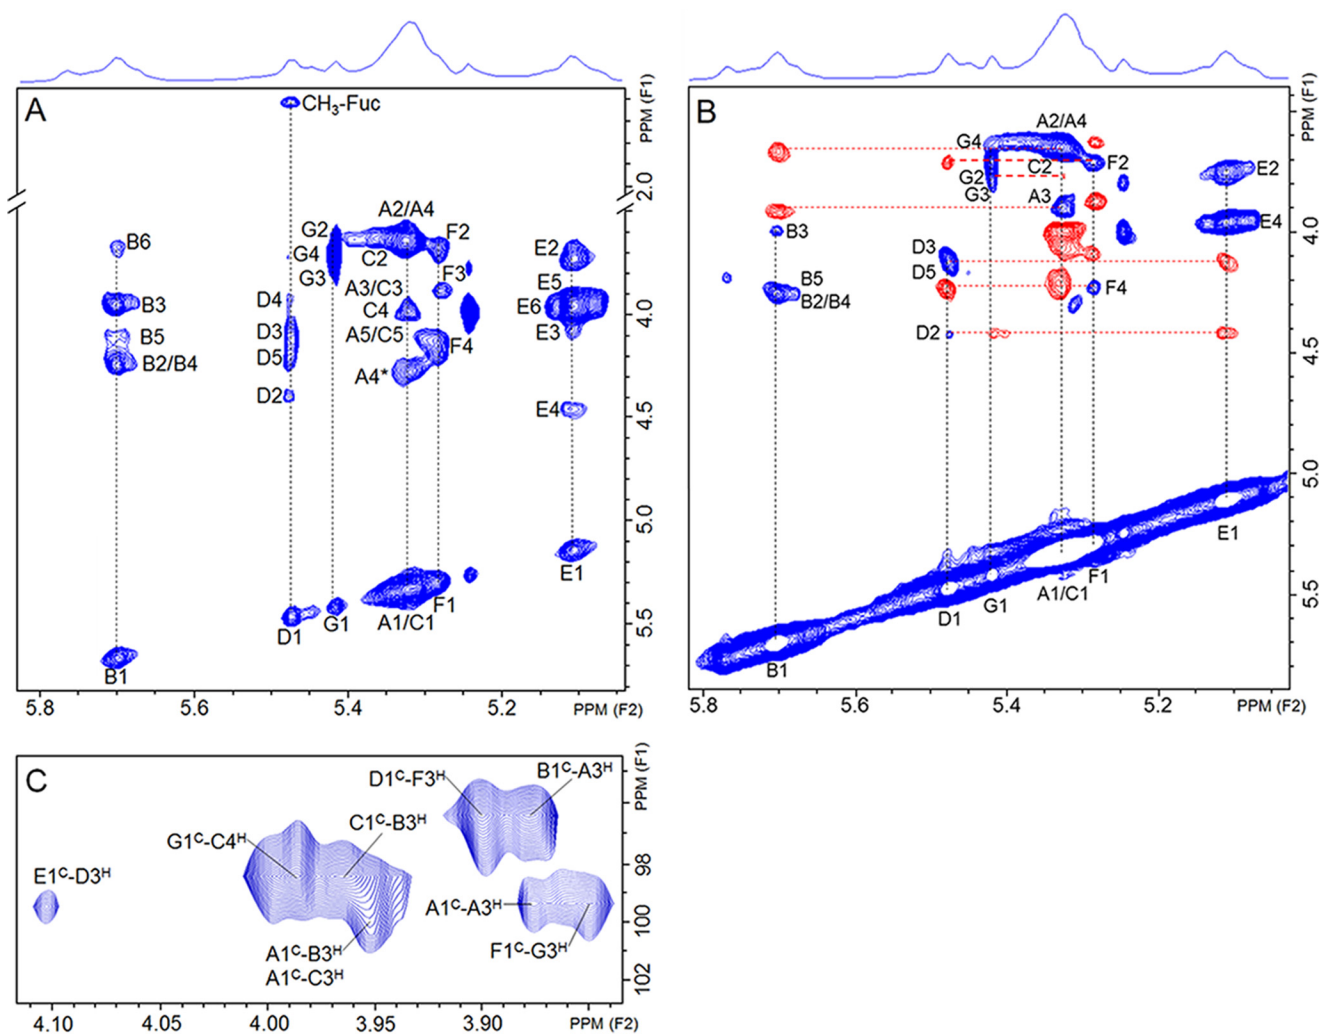 A
CH3-Fuc
PPM (F1)
2.0
A2/A4
G2
F2
B6
G4
E2
C2
G3
F3
A3/C3
E5
B3
D4
C4
E6
4.0
B5
D3
A5/C5
E3
D5
F4
B2/B4
A4*
D2
E4
4.5
5.0
E1
F1
5.5
D1
G1
A1/C1
B1
5.8
5.6
5.4
5.2
PPM (F2)
B
PPM (F1)
A2/A4
G4
C2
F2
E2
G2
G3
A3
B3
E4
4.0
D3
B5
D5
B2/B4
F4
D2
4.5
5.0
E1
5.5
F1
A1/C1
D1
G1
B1
5.8
5.6
5.4
5.2
PPM (F2)
C
PPM (F1)
D1C-F3H
B1C-A3H
G1C-C4H
C1C-B3H
98
E1C-D3H
A1C-A3H
100
A1C-B3H
A1C-C3H
F1C-G3H
102
4.10
4.05
4.00
3.95
3.90
PPM (F2)